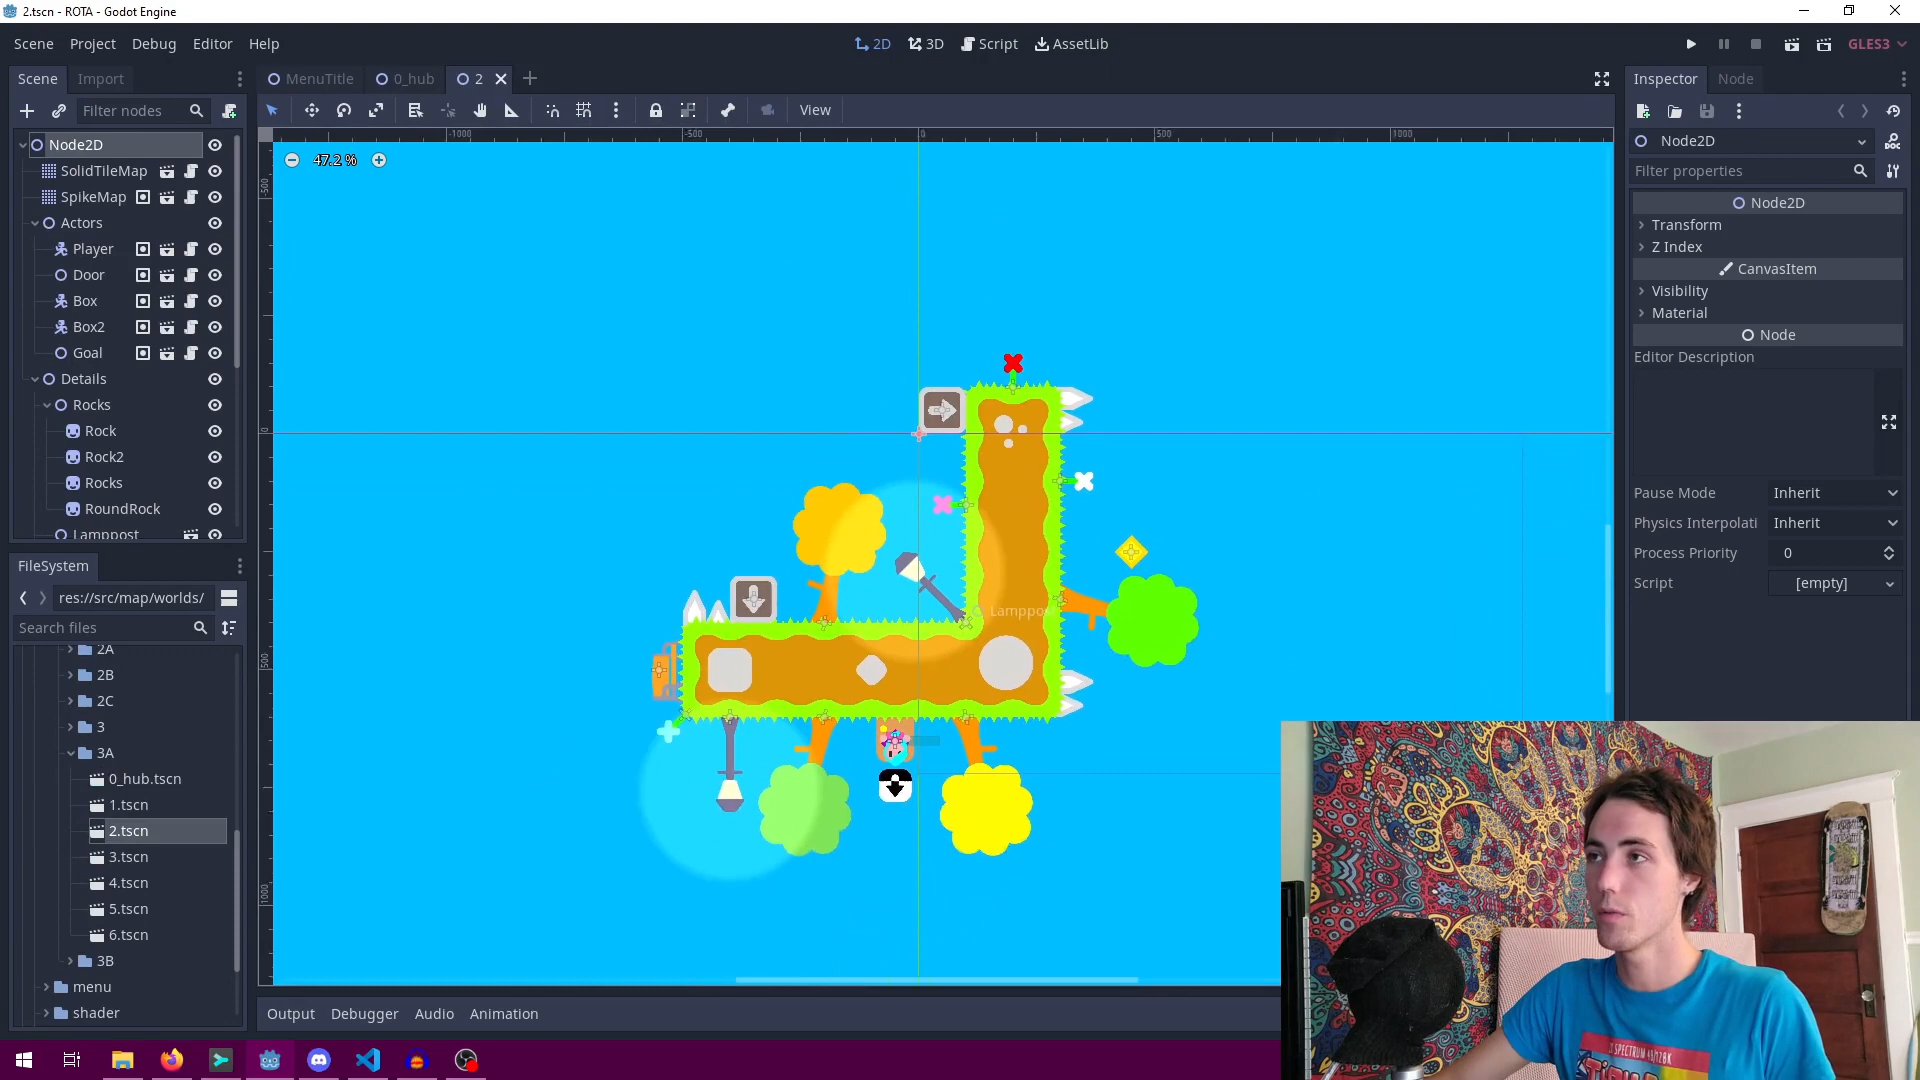 2.tscn - ROTA - Godot Engine
Scene Project Debug Editor Help
2D 3D Script AssetLib
GLES3
Scene Import
MenuTitle 0_hub 2
Inspector Node
Filter nodes
View
Node2D
SolidTileMap
SpikeMap
Actors
Player
Door
Box
Box2
Goal
Details
Rocks
Rock
Rock2
Rocks
RoundRock
Lamppost
FileSystem
res://src/map/worlds/
Search files
2A
2B
2C
3
3A
0_hub.tscn
1.tscn
2.tscn
3.tscn
4.tscn
5.tscn
6.tscn
3B
menu
shader
-1000 -500 0 500 1000
-500
0
500
1000
47.2 %
Lamppost
Output Debugger Audio Animation
Node2D
Filter properties
Node2D
Transform
Z Index
CanvasItem
Visibility
Material
Node
Editor Description
Pause Mode Inherit
Physics Interpolati Inherit
Process Priority 0
Script [empty]